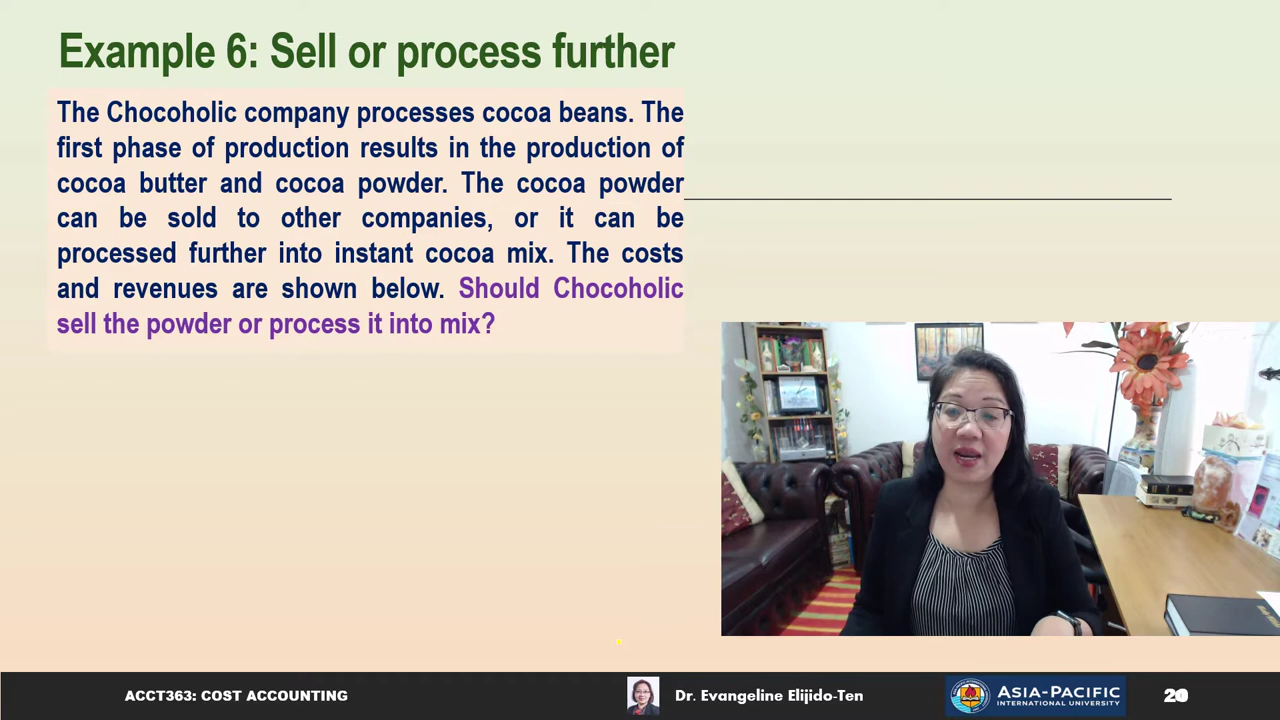 Example 6: Sell or process further
The Chocoholic company processes cocoa beans. The
first phase of production results in the production of
cocoa butter and cocoa powder. The cocoa powder
can be sold to other companies, or it can be
processed further into instant cocoa mix. The costs
and revenues are shown below. Should Chocoholic
sell the powder or process it into mix?
ACCT363: COST ACCOUNTING
Dr. Evangeline Elijido-Ten
ASIA-PACIFIC
INTERNATIONAL UNIVERSITY